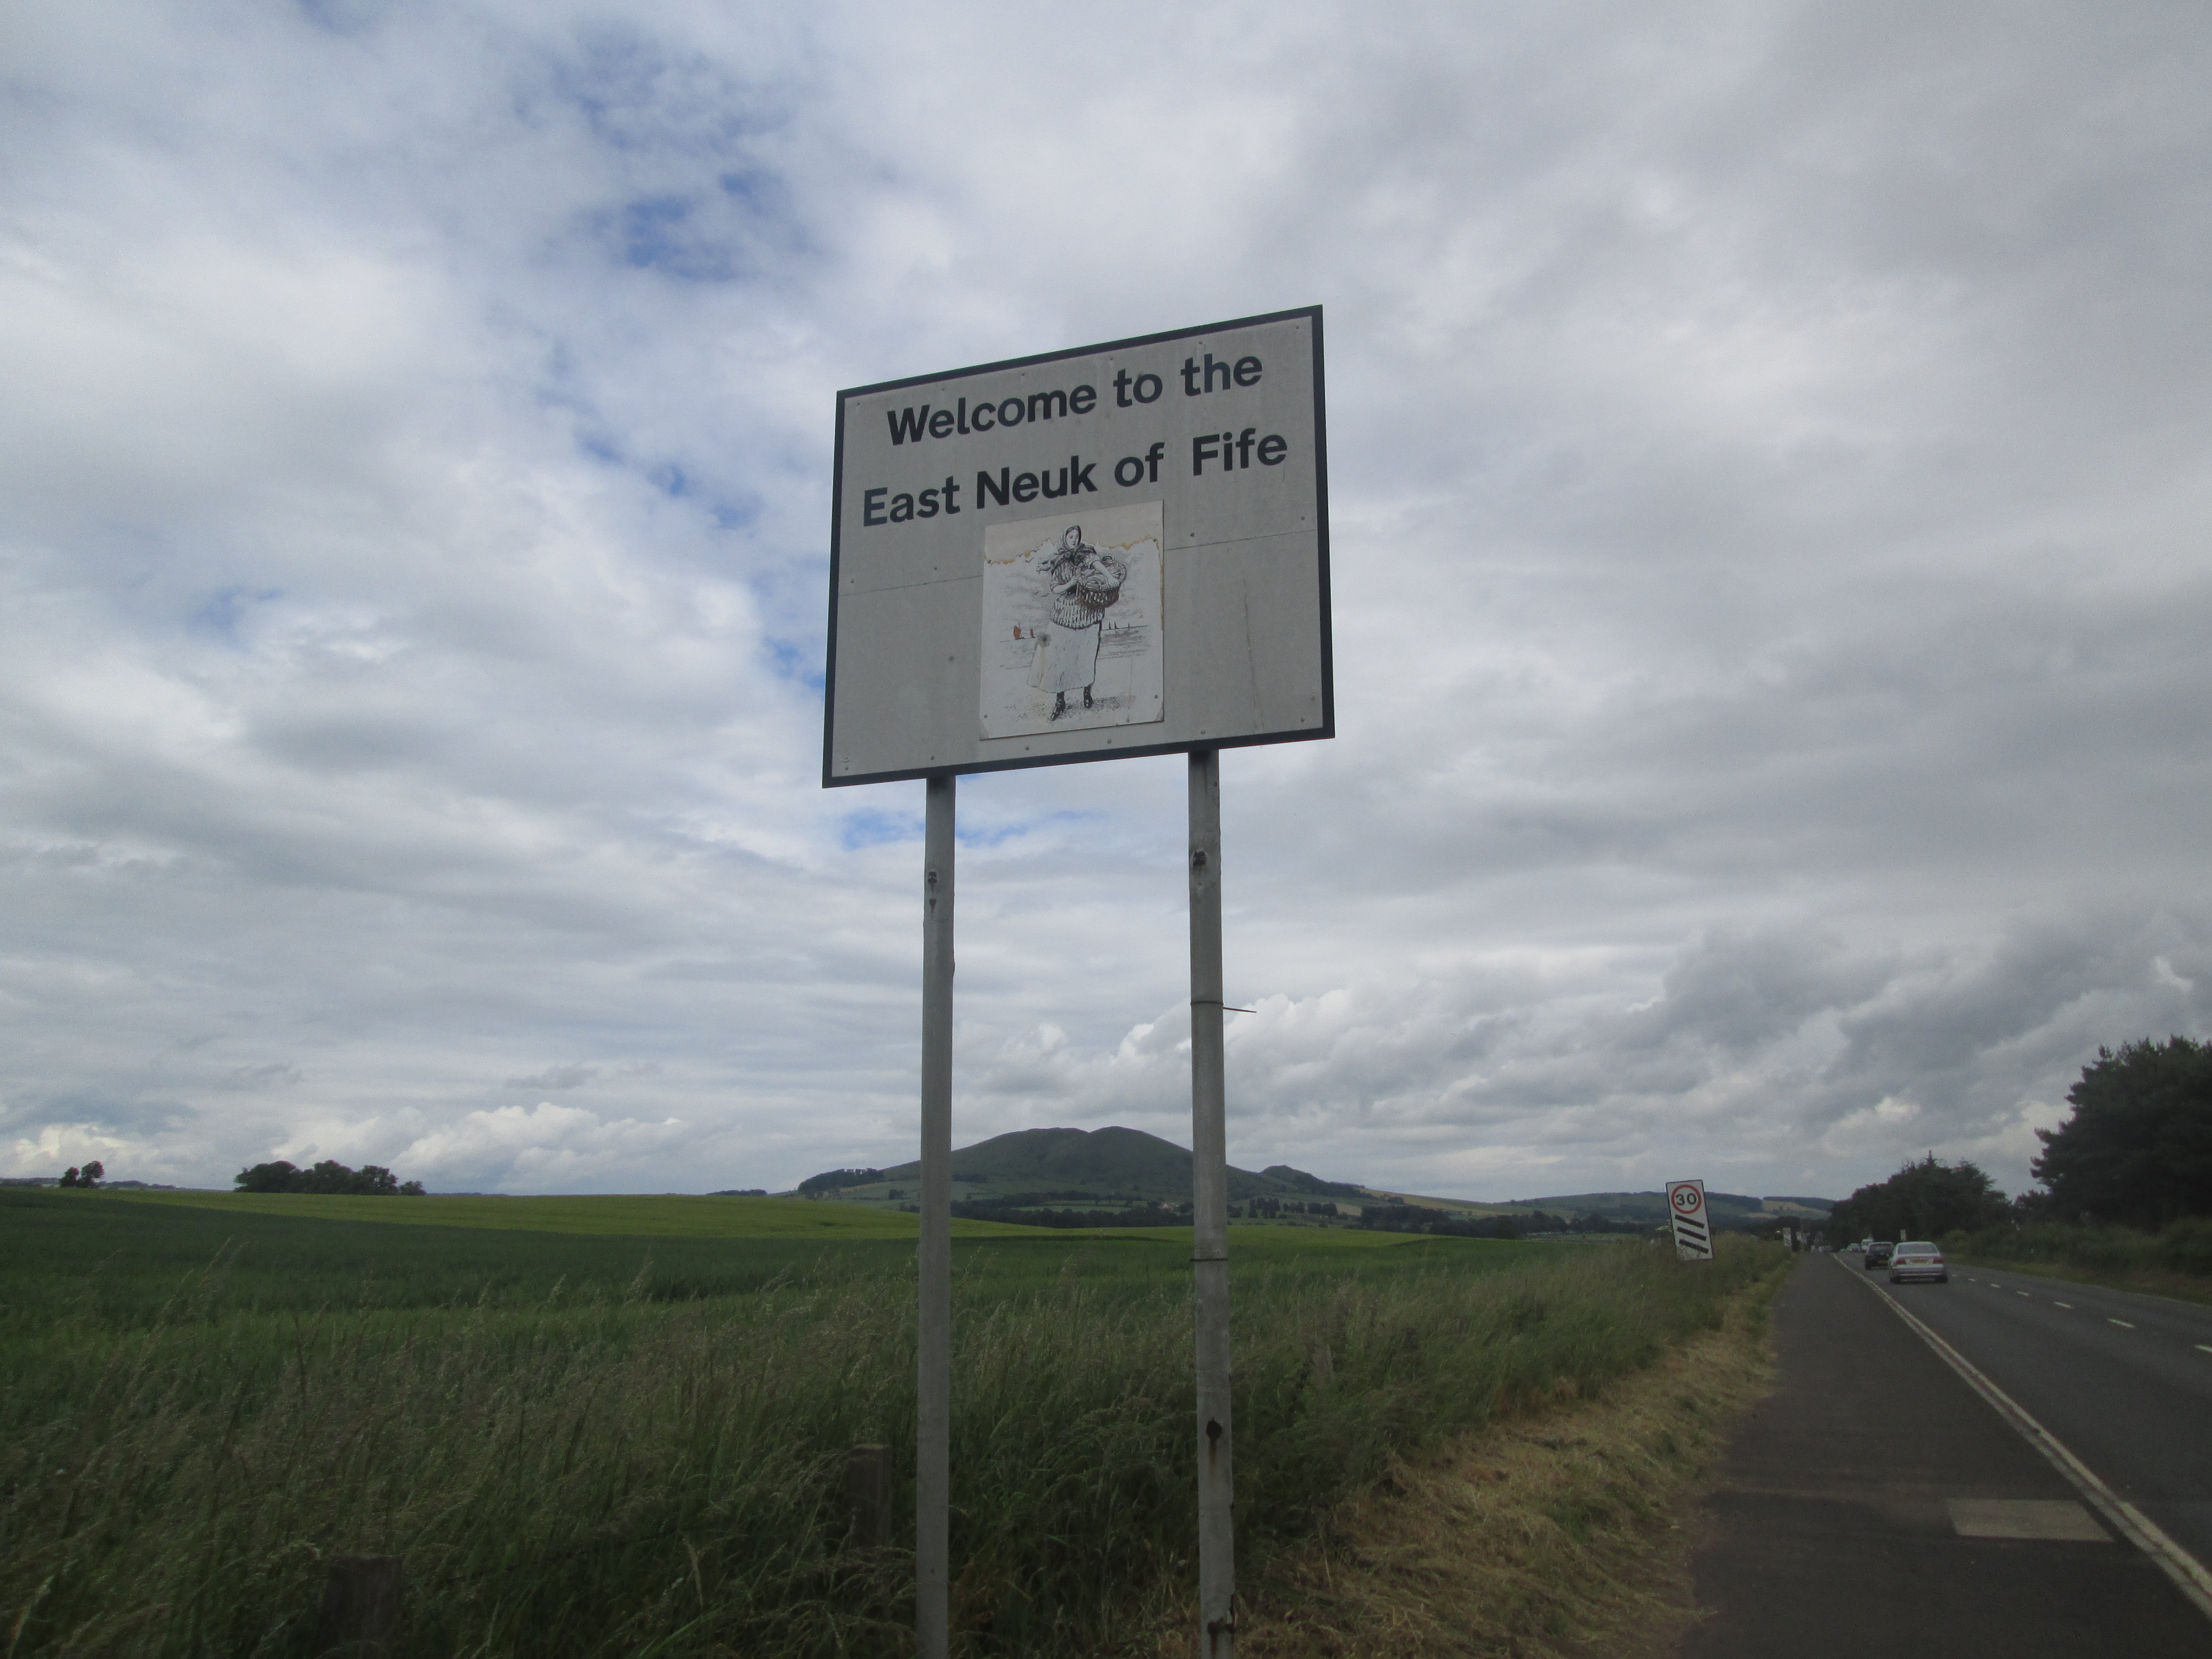 Welcome to the
East Neuk of Fife
30